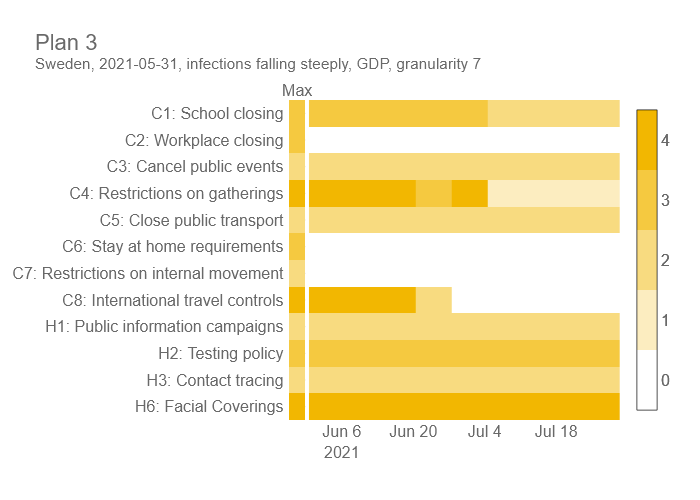 Plan 3
Sweden, 2021-05-31, infections falling steeply, GDP, granularity 7
Max
C1: School closing
C2: Workplace closing
C3: Cancel public events
C4: Restrictions on gatherings
C5: Close public transport
C6: Stay at home requirements
C7: Restrictions on internal movement
C8: International travel controls
H1: Public information campaigns
H2: Testing policy
H3: Contact tracing
H6: Facial Coverings
Jun 6 Jun 20 Jul 4 Jul 18
2021
4
3
2
1
0